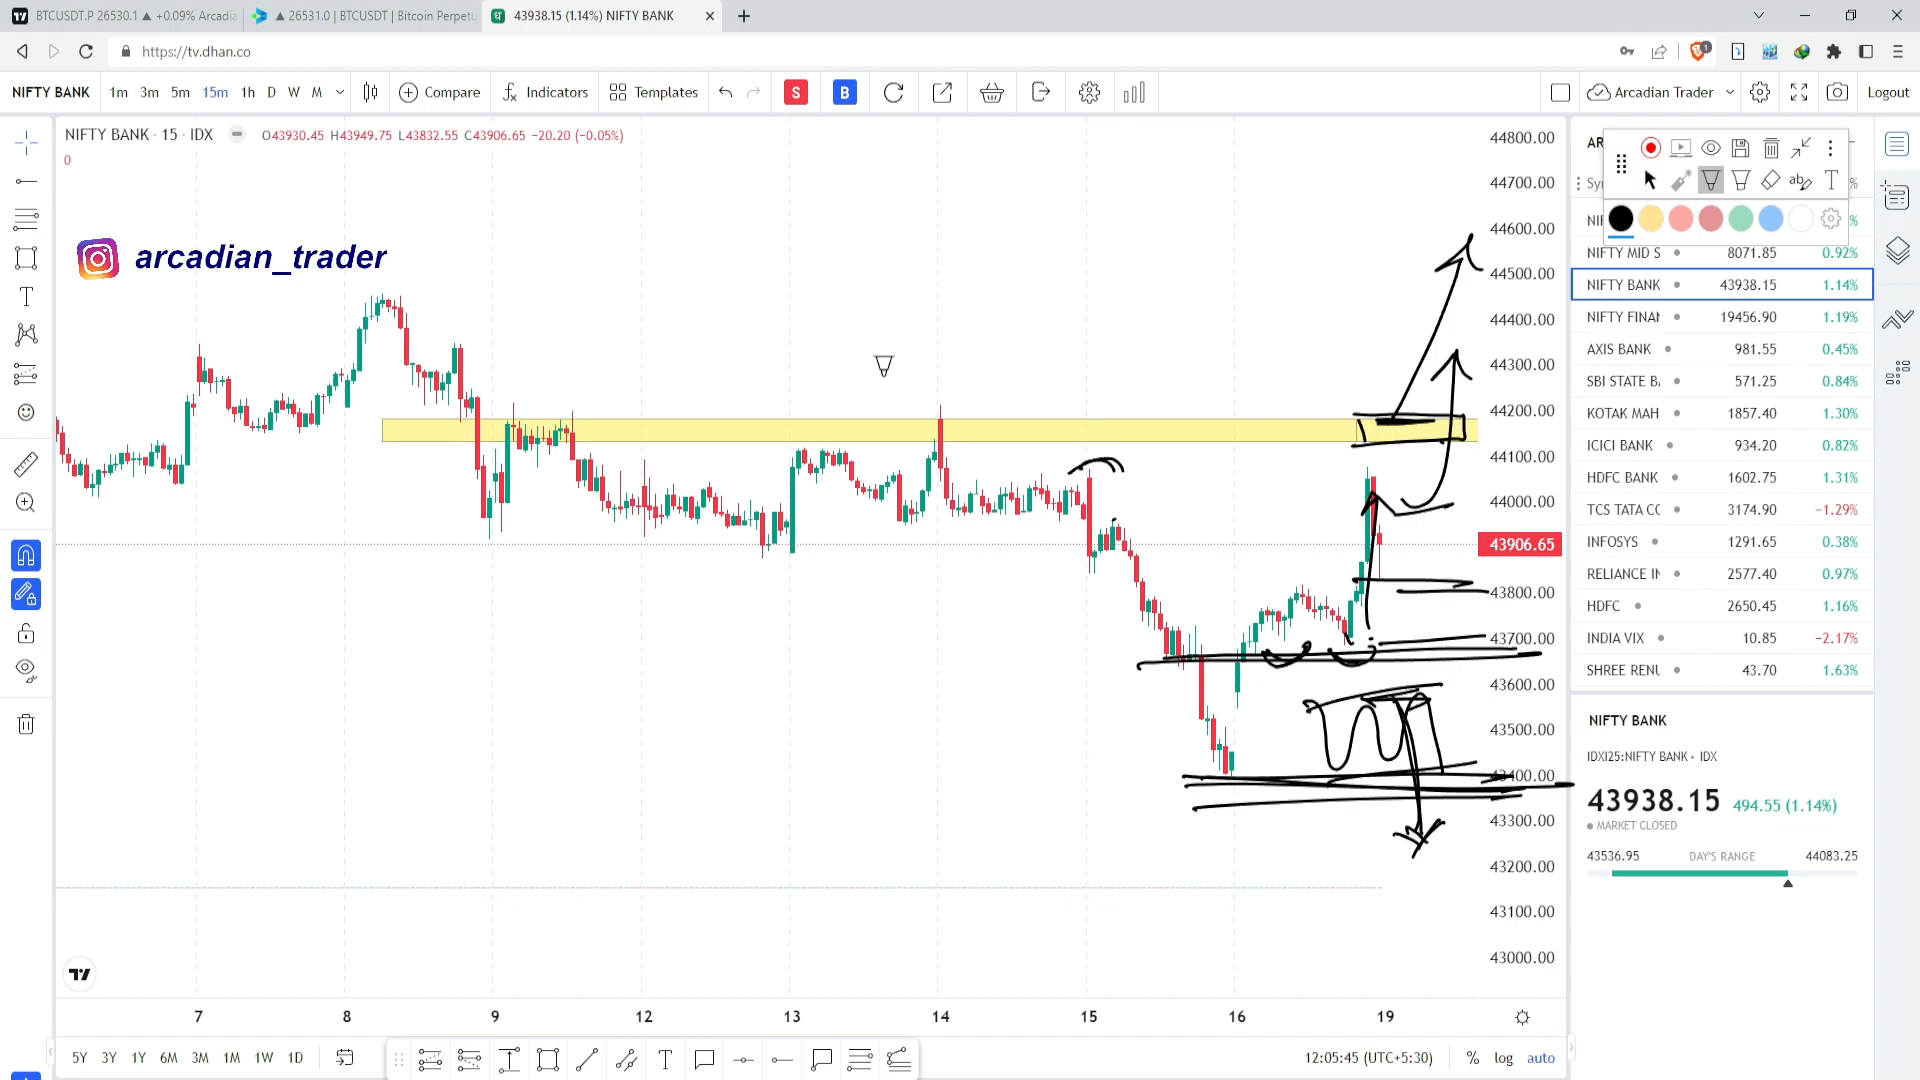 BTCUSDT.P 26530.1 ▲ +0.09% Arcadia
▲ 26531.0 | BTCUSDT | Bitcoin Perpetu
43938.15 (1.14%) NIFTY BANK
https://tv.dhan.co
1
NIFTY BANK 1m 3m 5m 15m 1h D W M Compare Indicators Templates S B Arcadian Trader Logout
NIFTY BANK · 15 · IDX O43930.45 H43949.75 L43832.55 C43906.65 −20.20 (−0.05%)
0
arcadian_trader
44800.00
44700.00
44600.00
44500.00
44400.00
44300.00
44200.00
44100.00
44000.00
43906.65
43800.00
43700.00
43600.00
43500.00
43400.00
43300.00
43200.00
43100.00
43000.00
7 8 9 12 13 14 15 16 19
5Y 3Y 1Y 6M 3M 1M 1W 1D
12:05:45 (UTC+5:30) % log auto
NIFTY MID S 8071.85 0.92%
NIFTY BANK 43938.15 1.14%
NIFTY FINAN 19456.90 1.19%
AXIS BANK 981.55 0.45%
SBI STATE BA 571.25 0.84%
KOTAK MAH 1857.40 1.30%
ICICI BANK 934.20 0.82%
HDFC BANK 1602.75 1.31%
TCS TATA CO 3174.90 −1.29%
INFOSYS 1291.65 0.38%
RELIANCE IN 2577.40 0.97%
HDFC 2650.45 1.16%
INDIA VIX 10.85 −2.17%
SHREE RENU 43.70 1.63%
NIFTY BANK
IDX125:NIFTY BANK • IDX
43938.15 494.55 (1.14%)
MARKET CLOSED
43536.95 DAY'S RANGE 44083.25